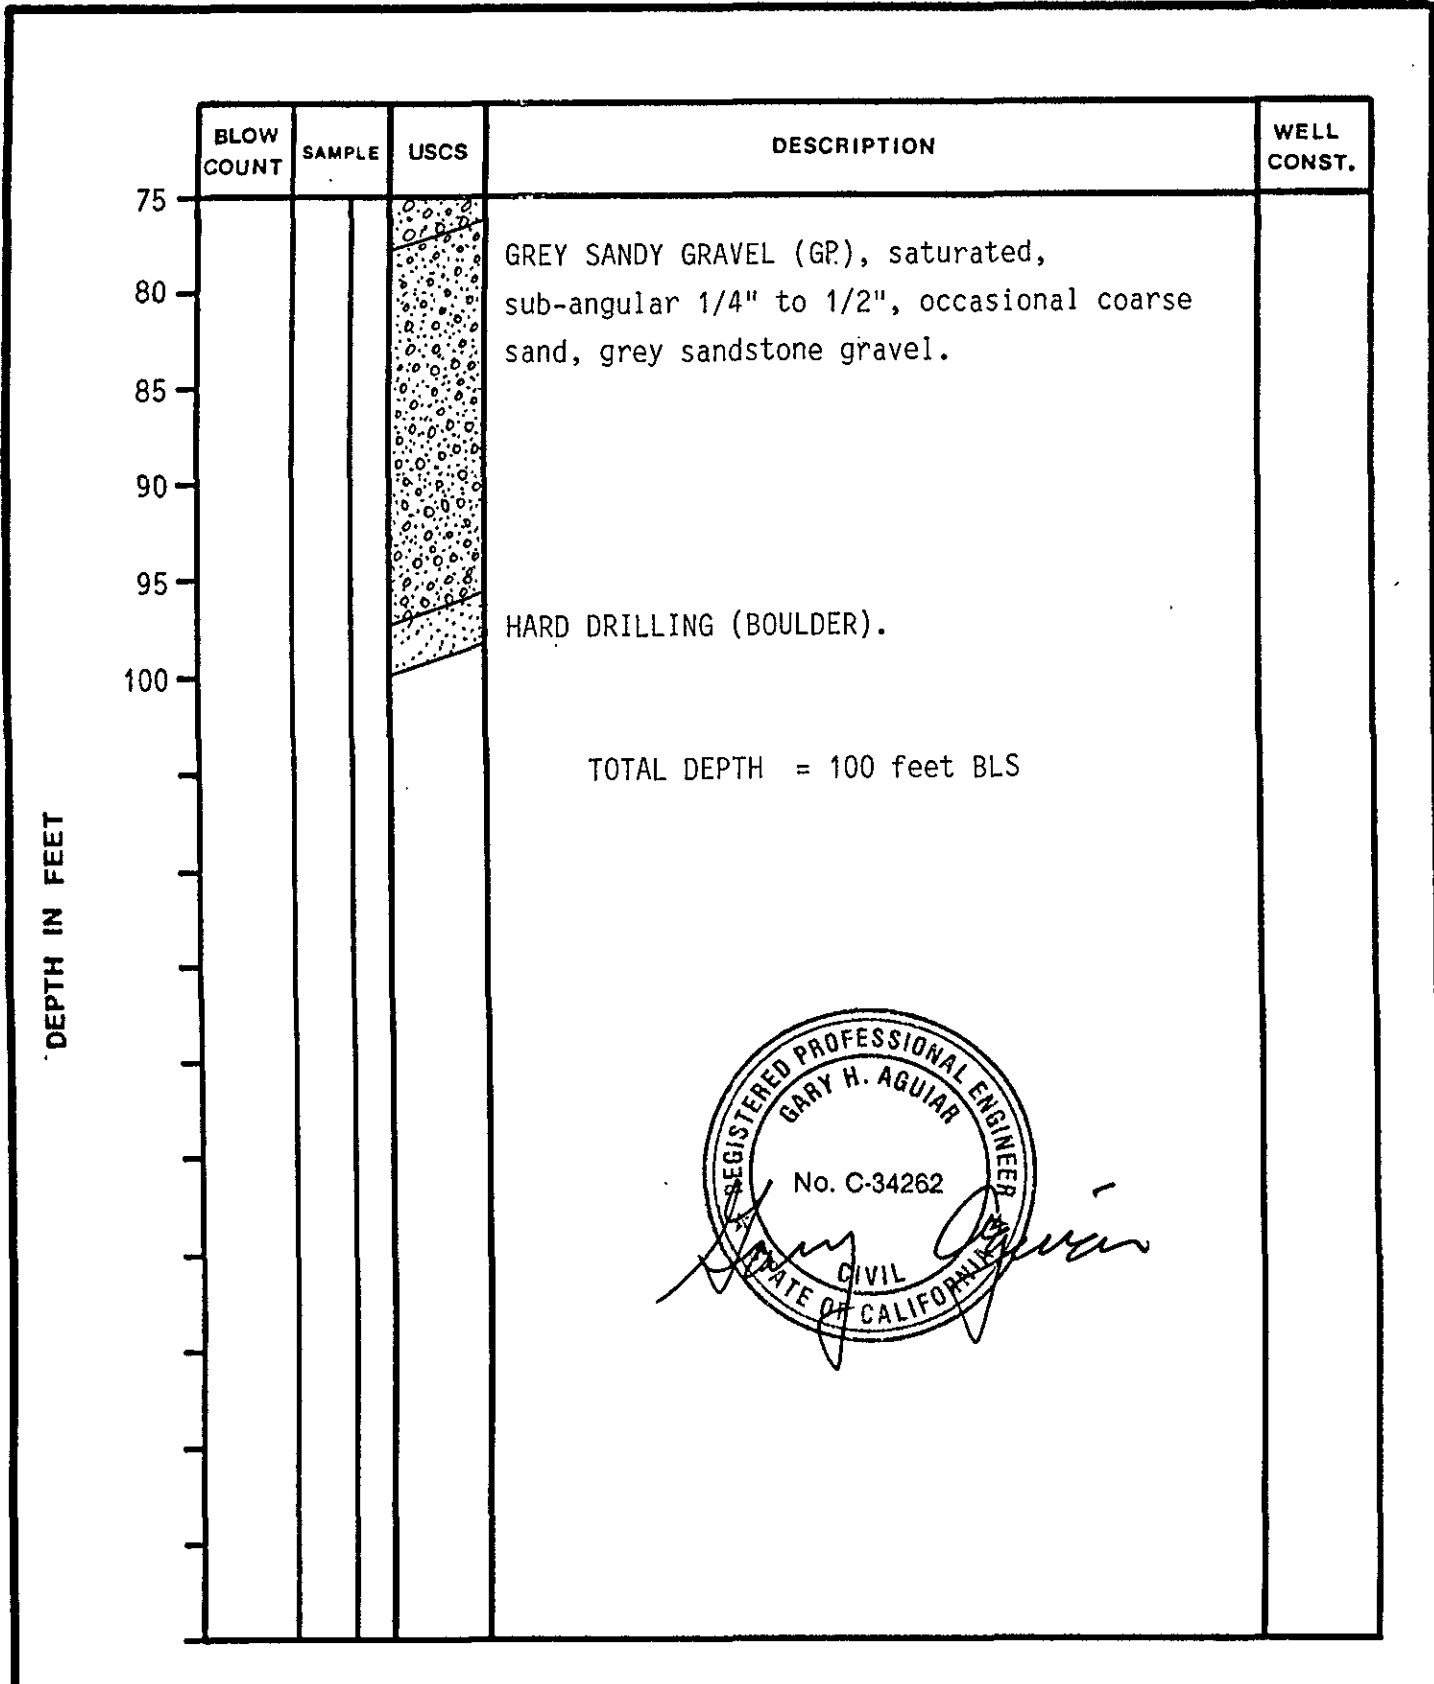 BLOW
COUNT
SAMPLE
USCS
DESCRIPTION
WELL
CONST.
75
80
85
90
95
100
DEPTH IN FEET
GREY SANDY GRAVEL (GP.), saturated,
sub-angular 1/4" to 1/2", occasional coarse
sand, grey sandstone gravel.
HARD DRILLING (BOULDER).
TOTAL DEPTH = 100 feet BLS
REGISTERED PROFESSIONAL ENGINEER
GARY H. AGUIAR
No. C-34262
CIVIL
STATE OF CALIFORNIA
Gary Aguiar